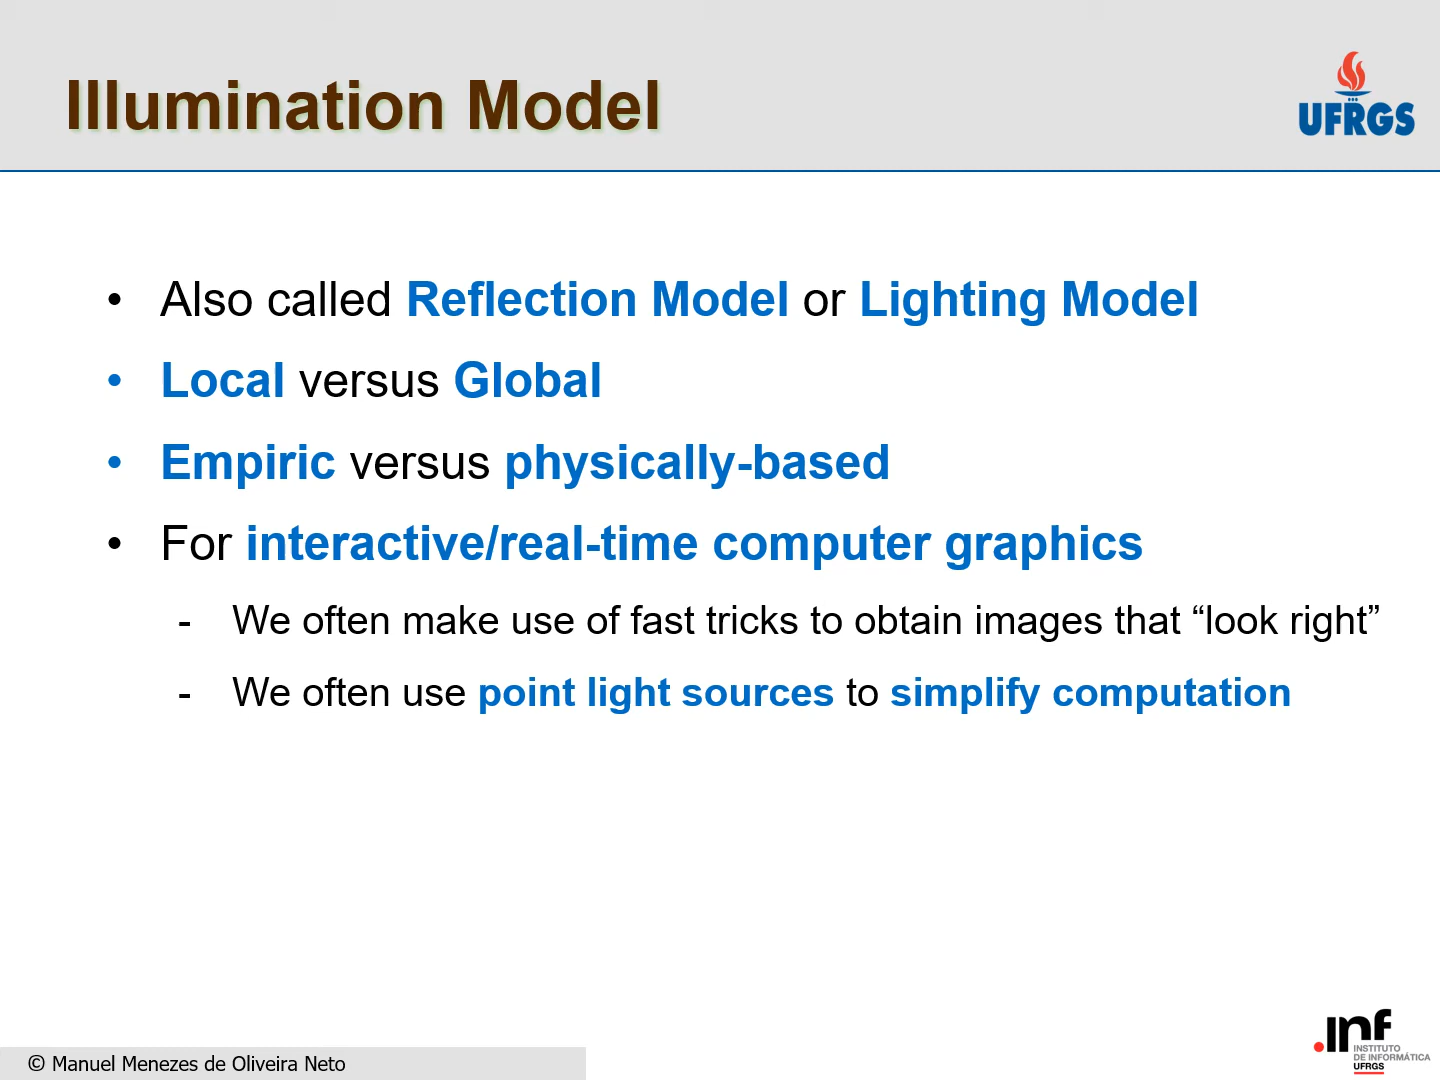 Illumination Model
UFRGS
• Also called Reflection Model or Lighting Model
• Local versus Global
• Empiric versus physically-based
• For interactive/real-time computer graphics
- We often make use of fast tricks to obtain images that “look right”
- We often use point light sources to simplify computation
© Manuel Menezes de Oliveira Neto
.inf
INSTITUTO
DE INFORMÁTICA
UFRGS